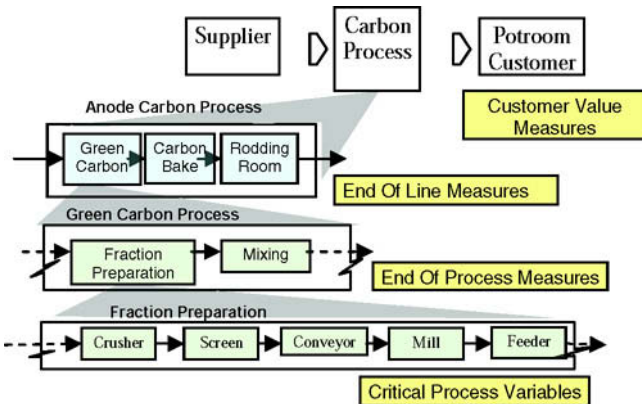 Supplier
Carbon
Process
Potroom
Customer
Anode Carbon Process
Customer Value
Measures
Green
Carbon
Carbon
Bake
Rodding
Room
End Of Line Measures
Green Carbon Process
Fraction
Preparation
Mixing
End Of Process Measures
Fraction Preparation
Crusher
Screen
Conveyor
Mill
Feeder
Critical Process Variables